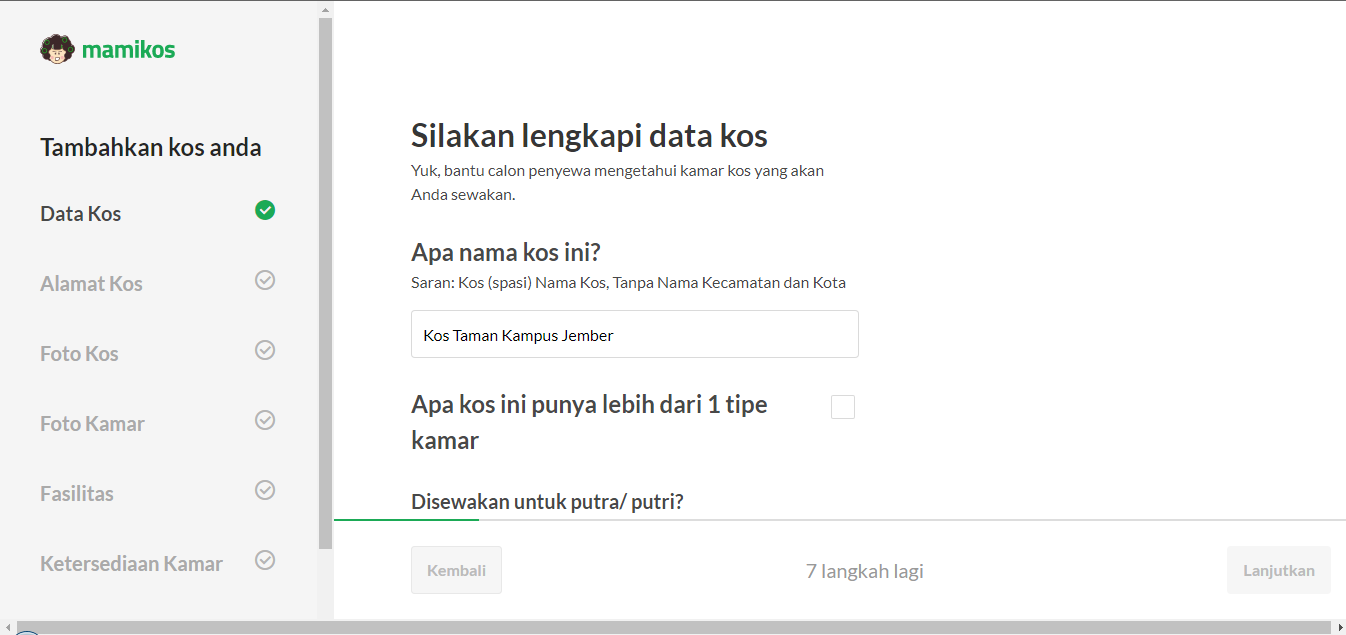 mamikos
Tambahkan kos anda
Data Kos
Alamat Kos
Foto Kos
Foto Kamar
Fasilitas
Ketersediaan Kamar
Silakan lengkapi data kos
Yuk, bantu calon penyewa mengetahui kamar kos yang akan
Anda sewakan.
Apa nama kos ini?
Saran: Kos (spasi) Nama Kos, Tanpa Nama Kecamatan dan Kota
Kos Taman Kampus Jember
Apa kos ini punya lebih dari 1 tipe
kamar
Disewakan untuk putra/ putri?
Kembali
7 langkah lagi
Lanjutkan